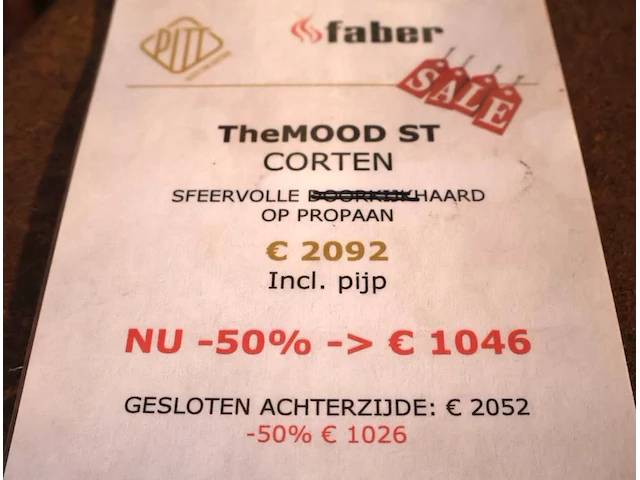 PITT
faber
SALE
TheMOOD ST
CORTEN
SFEERVOLLE DOORKIJKHAARD
OP PROPAAN
€ 2092
Incl. pijp
NU -50% -> € 1046
GESLOTEN ACHTERZIJDE: € 2052
-50% € 1026